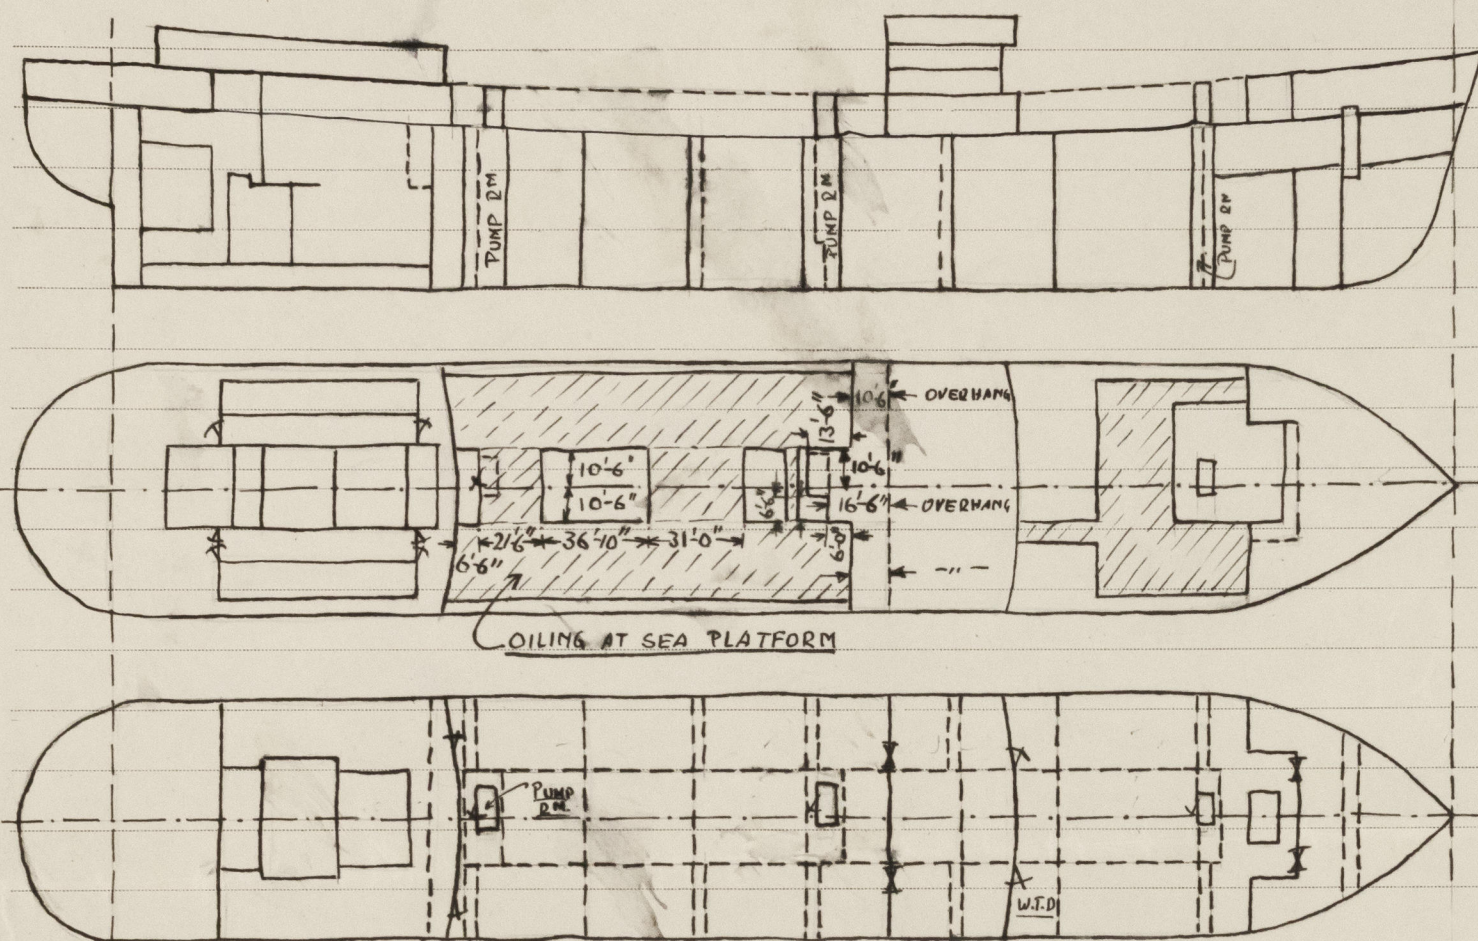 PUMP RM
PUMP RM
PUMP RM
10'6" OVERHANG
13'-6"
10'-6"
10'-6"
10'-6"
6'6"
16'-6" OVERHANG
21'6" 36'-10" 31'-0"
6'-0"
6'-6"
-"-
OILING AT SEA PLATFORM
PUMP
RM
W.T.D